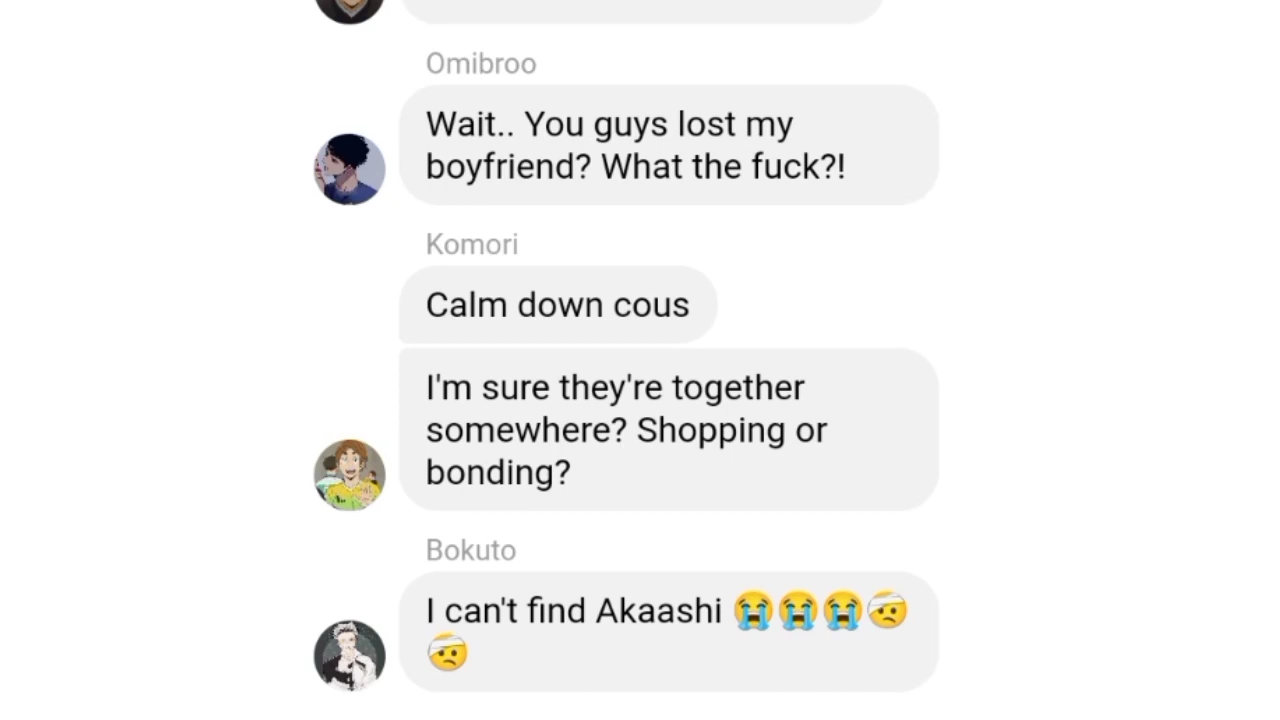 Omibroo
Wait.. You guys lost my
boyfriend? What the fuck?!
Komori
Calm down cous
I'm sure they're together
somewhere? Shopping or
bonding?
Bokuto
I can't find Akaashi 😭😭😭🤕
🤕